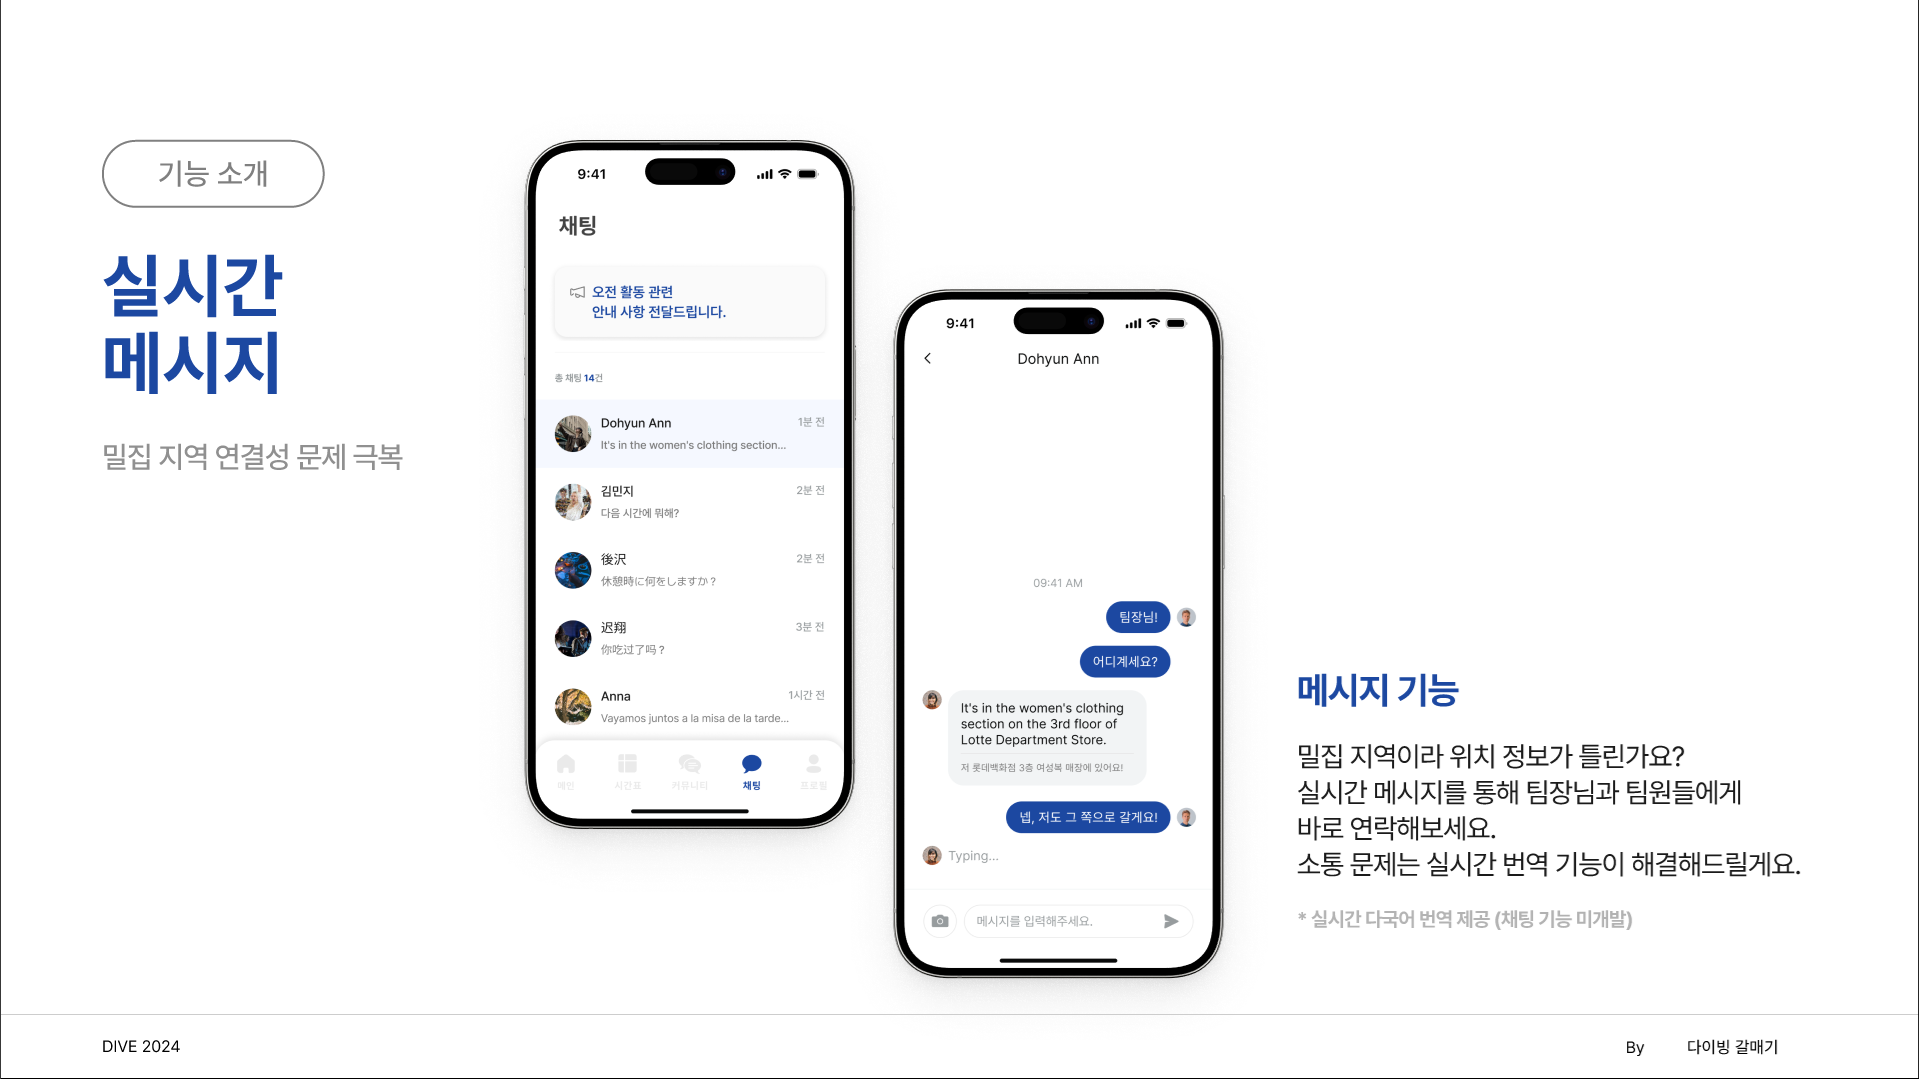 기능 소개
실시간
메시지
밀집 지역 연결성 문제 극복
9:41
채팅
오전 활동 관련
안내 사항 전달드립니다.
총 채팅 14건
Dohyun Ann
1분 전
It's in the women's clothing section...
김민지
2분 전
다음 시간에 뭐해?
後沢
2분 전
休憩時に何をしますか？
迟翔
3분 전
你吃过了吗？
Anna
1시간 전
Vayamos juntos a la misa de la tarde...
메인
시간표
커뮤니티
채팅
프로필
9:41
Dohyun Ann
09:41 AM
팀장님!
어디계세요?
It's in the women's clothing
section on the 3rd floor of
Lotte Department Store.
저 롯데백화점 3층 여성복 매장에 있어요!
넵, 저도 그 쪽으로 갈게요!
Typing...
메시지를 입력해주세요.
메시지 기능
밀집 지역이라 위치 정보가 틀린가요?
실시간 메시지를 통해 팀장님과 팀원들에게
바로 연락해보세요.
소통 문제는 실시간 번역 기능이 해결해드릴게요.
* 실시간 다국어 번역 제공 (채팅 기능 미개발)
DIVE 2024
By 다이빙 갈매기